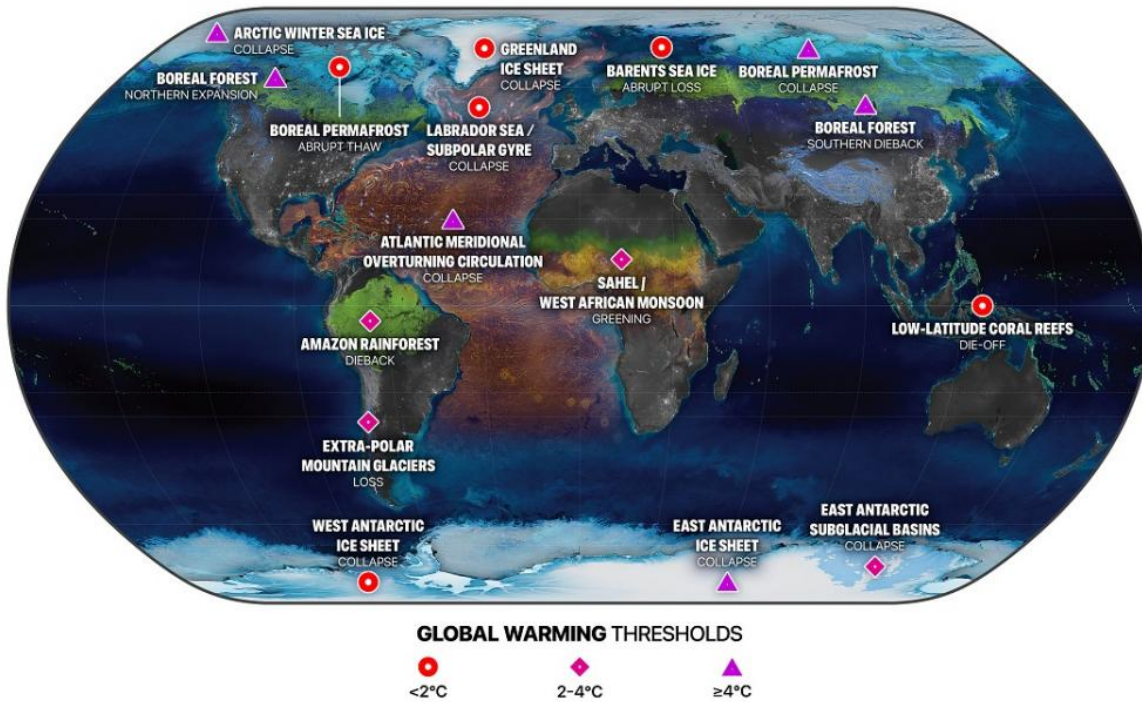 ARCTIC WINTER SEA ICE
COLLAPSE
GREENLAND
ICE SHEET
COLLAPSE
BARENTS SEA ICE
ABRUPT LOSS
BOREAL PERMAFROST
COLLAPSE
BOREAL FOREST
NORTHERN EXPANSION
BOREAL PERMAFROST
ABRUPT THAW
LABRADOR SEA /
SUBPOLAR GYRE
COLLAPSE
BOREAL FOREST
SOUTHERN DIEBACK
ATLANTIC MERIDIONAL
OVERTURNING CIRCULATION
COLLAPSE
SAHEL /
WEST AFRICAN MONSOON
GREENING
LOW-LATITUDE CORAL REEFS
DIE-OFF
AMAZON RAINFOREST
DIEBACK
EXTRA-POLAR
MOUNTAIN GLACIERS
LOSS
WEST ANTARCTIC
ICE SHEET
COLLAPSE
EAST ANTARCTIC
ICE SHEET
COLLAPSE
EAST ANTARCTIC
SUBGLACIAL BASINS
COLLAPSE
GLOBAL WARMING THRESHOLDS
<2°C
2-4°C
≥4°C